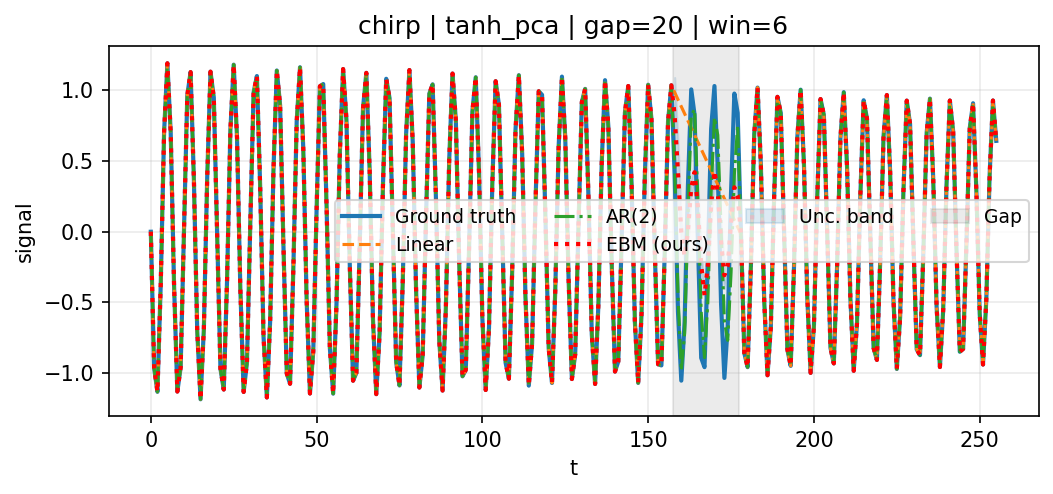 chirp | tanh_pca | gap=20 | win=6
signal
1.0
0.5
0.0
−0.5
−1.0
Ground truth AR(2) Unc. band Gap
Linear EBM (ours)
0 50 100 150 200 250
t